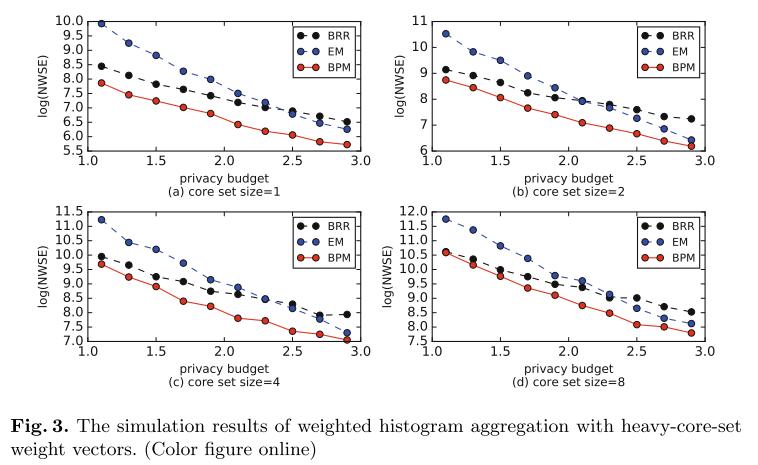 10.0
9.5
9.0
8.5
8.0
7.5
7.0
6.5
6.0
5.5
log(NWSE)
BRR
EM
BPM
1.0 1.5 2.0 2.5 3.0
privacy budget
(a) core set size=1
11
10
9
8
7
6
log(NWSE)
BRR
EM
BPM
1.0 1.5 2.0 2.5 3.0
privacy budget
(b) core set size=2
11.5
11.0
10.5
10.0
9.5
9.0
8.5
8.0
7.5
7.0
log(NWSE)
BRR
EM
BPM
1.0 1.5 2.0 2.5 3.0
privacy budget
(c) core set size=4
12.0
11.5
11.0
10.5
10.0
9.5
9.0
8.5
8.0
7.5
log(NWSE)
BRR
EM
BPM
1.0 1.5 2.0 2.5 3.0
privacy budget
(d) core set size=8
Fig. 3. The simulation results of weighted histogram aggregation with heavy-core-set
weight vectors. (Color figure online)